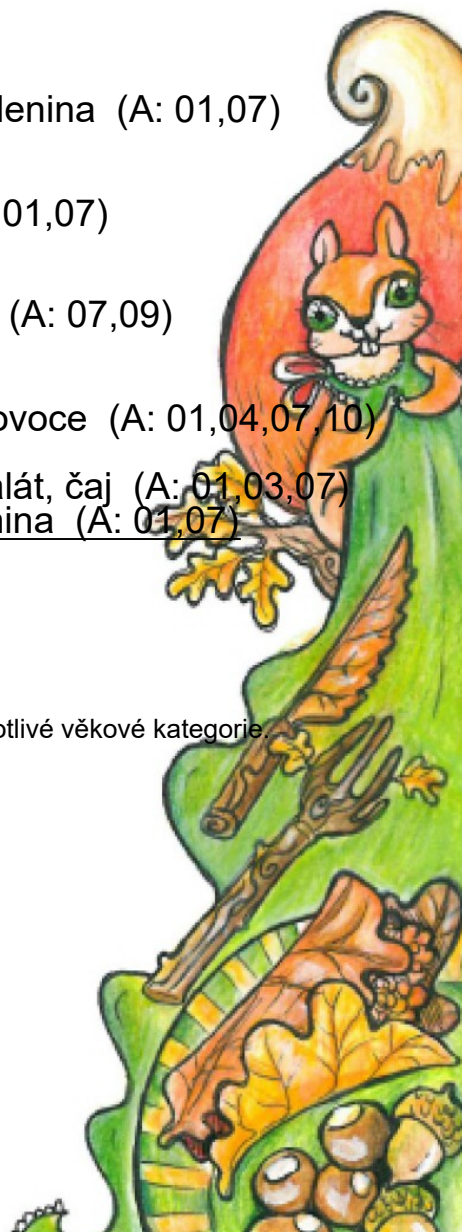 lenina (A: 01,07)
01,07)
(A: 07,09)
ovoce (A: 01,04,07,10)
alát, čaj (A: 01,03,07)
nina (A: 01,07)
otlivé věkové kategorie.